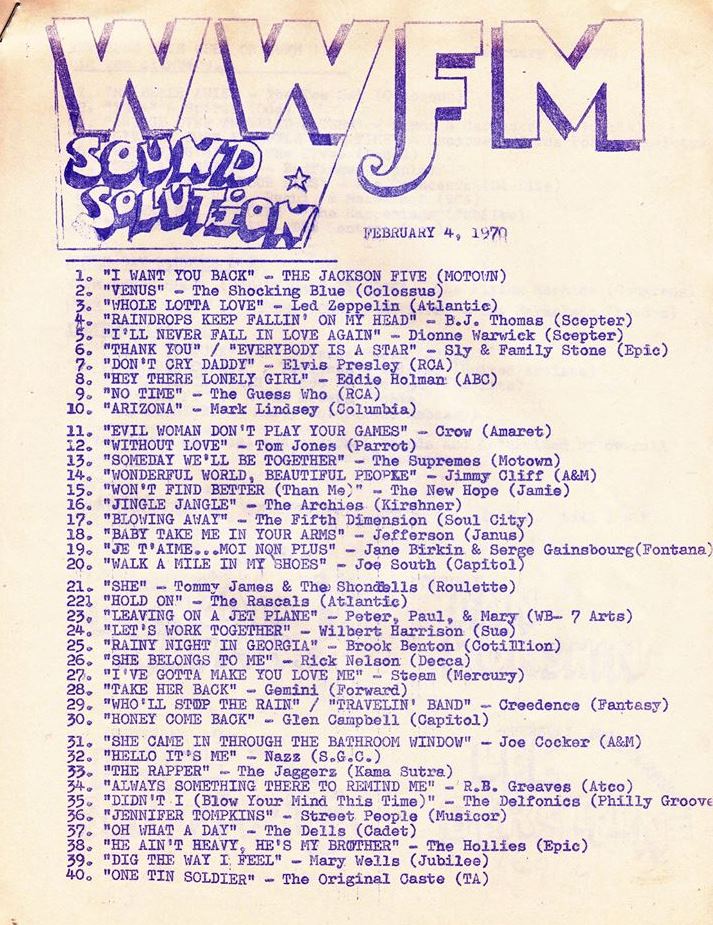 WWFM
SOUND
SOLUTION
FEBRUARY 4, 1970
1. "I WANT YOU BACK" - THE JACKSON FIVE (MOTOWN)
2. "VENUS" - The Shocking Blue (Colossus)
3. "WHOLE LOTTA LOVE" - Led Zeppelin (Atlantic)
4. "RAINDROPS KEEP FALLIN' ON MY HEAD" - B.J. Thomas (Scepter)
5. "I'LL NEVER FALL IN LOVE AGAIN" - Dionne Warwick (Scepter)
6. "THANK YOU" / "EVERYBODY IS A STAR" - Sly & Family Stone (Epic)
7. "DON'T CRY DADDY" - Elvis Presley (RCA)
8. "HEY THERE LONELY GIRL" - Eddie Holman (ABC)
9. "NO TIME" - The Guess Who (RCA)
10. "ARIZONA" - Mark Lindsey (Columbia)
11. "EVIL WOMAN DON'T PLAY YOUR GAMES" - Crow (Amaret)
12. "WITHOUT LOVE" - Tom Jones (Parrot)
13. "SOMEDAY WE'LL BE TOGETHER" - The Supremes (Motown)
14. "WONDERFUL WORLD, BEAUTIFUL PEOPKE" - Jimmy Cliff (A&M)
15. "WON'T FIND BETTER (Than Me)" - The New Hope (Jamie)
16. "JINGLE JANGLE" - The Archies (Kirshner)
17. "BLOWING AWAY" - The Fifth Dimension (Soul City)
18. "BABY TAKE ME IN YOUR ARMS" - Jefferson (Janus)
19. "JE T'AIME...MOI NON PLUS" - Jane Birkin & Serge Gainsbourg(Fontana)
20. "WALK A MILE IN MY SHOES" - Joe South (Capitol)
21. "SHE" - Tommy James & The Shondells (Roulette)
221 "HOLD ON" - The Rascals (Atlantic)
23. "LEAVING ON A JET PLANE" - Peter, Paul, & Mary (WB- 7 Arts)
24. "LET'S WORK TOGETHER" - Wilbert Harrison (Sue)
25. "RAINY NIGHT IN GEORGIA" - Brook Benton (Cotillion)
26. "SHE BELONGS TO ME" - Rick Nelson (Decca)
27. "I'VE GOTTA MAKE YOU LOVE ME" - Steam (Mercury)
28. "TAKE HER BACK" - Gemini (Forward)
29. "WHO'LL STOP THE RAIN" / "TRAVELIN' BAND" - Creedence (Fantasy)
30. "HONEY COME BACK" - Glen Campbell (Capitol)
31. "SHE CAME IN THROUGH THE BATHROOM WINDOW" - Joe Cocker (A&M)
32. "HELLO IT'S ME" - Nazz (S.G.C.)
33. "THE RAPPER" - The Jaggerz (Kama Sutra)
34. "ALWAYS SOMETHING THERE TO REMIND ME" - R.B. Greaves (Atco)
35. "DIDN'T I (Blow Your Mind This Time)" - The Delfonics (Philly Groove
36. "JENNIFER TOMPKINS" - Street People (Musicor)
37. "OH WHAT A DAY" - The Dells (Cadet)
38. "HE AIN'T HEAVY, HE'S MY BROTHER" - The Hollies (Epic)
39. "DIG THE WAY I FEEL" - Mary Wells (Jubilee)
40. "ONE TIN SOLDIER" - The Original Caste (TA)